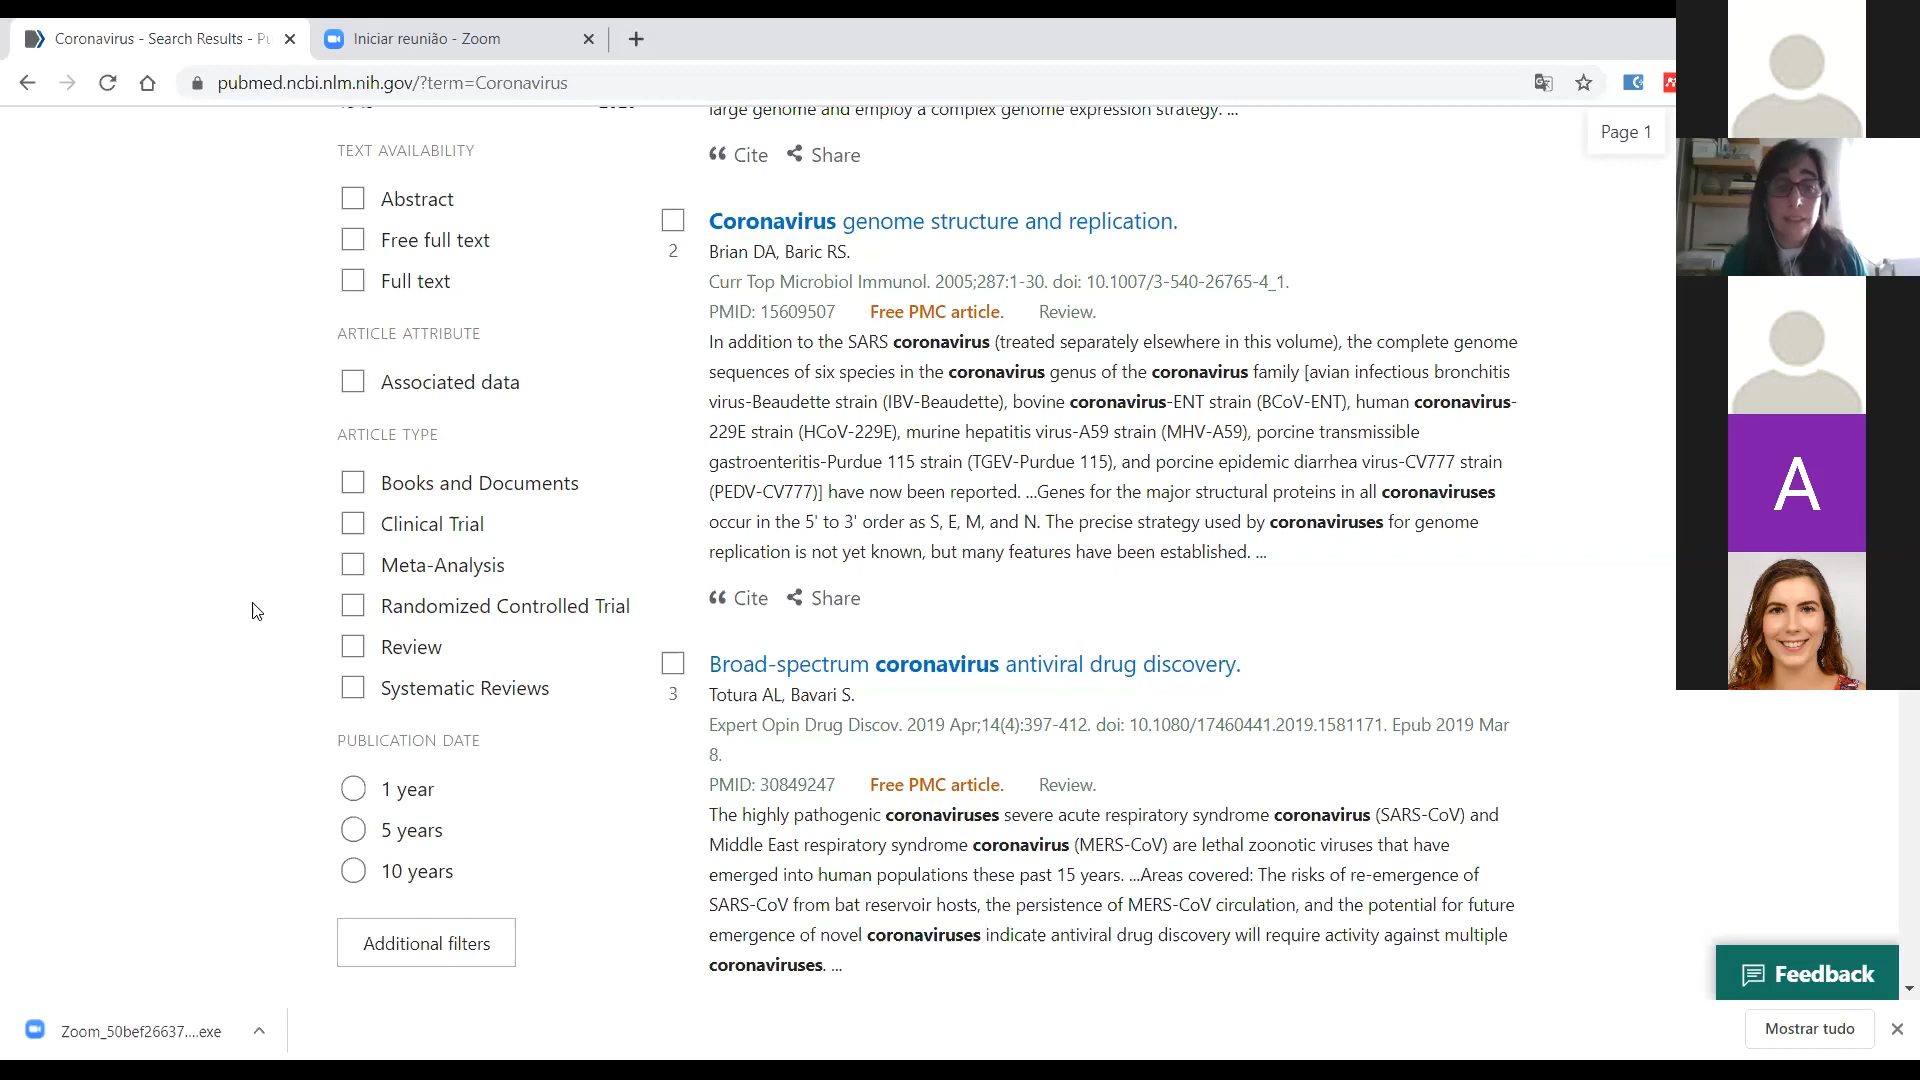 Coronavirus - Search Results - Pu
Iniciar reunião - Zoom
pubmed.ncbi.nlm.nih.gov/?term=Coronavirus
large genome and employ a complex genome expression strategy. ...
Page 1
Cite Share
TEXT AVAILABILITY
Abstract
Free full text
Full text
ARTICLE ATTRIBUTE
Associated data
ARTICLE TYPE
Books and Documents
Clinical Trial
Meta-Analysis
Randomized Controlled Trial
Review
Systematic Reviews
PUBLICATION DATE
1 year
5 years
10 years
Additional filters
2
Coronavirus genome structure and replication.
Brian DA, Baric RS.
Curr Top Microbiol Immunol. 2005;287:1-30. doi: 10.1007/3-540-26765-4_1.
PMID: 15609507 Free PMC article. Review.
In addition to the SARS coronavirus (treated separately elsewhere in this volume), the complete genome
sequences of six species in the coronavirus genus of the coronavirus family [avian infectious bronchitis
virus-Beaudette strain (IBV-Beaudette), bovine coronavirus-ENT strain (BCoV-ENT), human coronavirus-
229E strain (HCoV-229E), murine hepatitis virus-A59 strain (MHV-A59), porcine transmissible
gastroenteritis-Purdue 115 strain (TGEV-Purdue 115), and porcine epidemic diarrhea virus-CV777 strain
(PEDV-CV777)] have now been reported. ...Genes for the major structural proteins in all coronaviruses
occur in the 5' to 3' order as S, E, M, and N. The precise strategy used by coronaviruses for genome
replication is not yet known, but many features have been established. ...
Cite Share
3
Broad-spectrum coronavirus antiviral drug discovery.
Totura AL, Bavari S.
Expert Opin Drug Discov. 2019 Apr;14(4):397-412. doi: 10.1080/17460441.2019.1581171. Epub 2019 Mar
8.
PMID: 30849247 Free PMC article. Review.
The highly pathogenic coronaviruses severe acute respiratory syndrome coronavirus (SARS-CoV) and
Middle East respiratory syndrome coronavirus (MERS-CoV) are lethal zoonotic viruses that have
emerged into human populations these past 15 years. ...Areas covered: The risks of re-emergence of
SARS-CoV from bat reservoir hosts, the persistence of MERS-CoV circulation, and the potential for future
emergence of novel coronaviruses indicate antiviral drug discovery will require activity against multiple
coronaviruses. ...
A
Feedback
Zoom_50bef26637....exe
Mostrar tudo